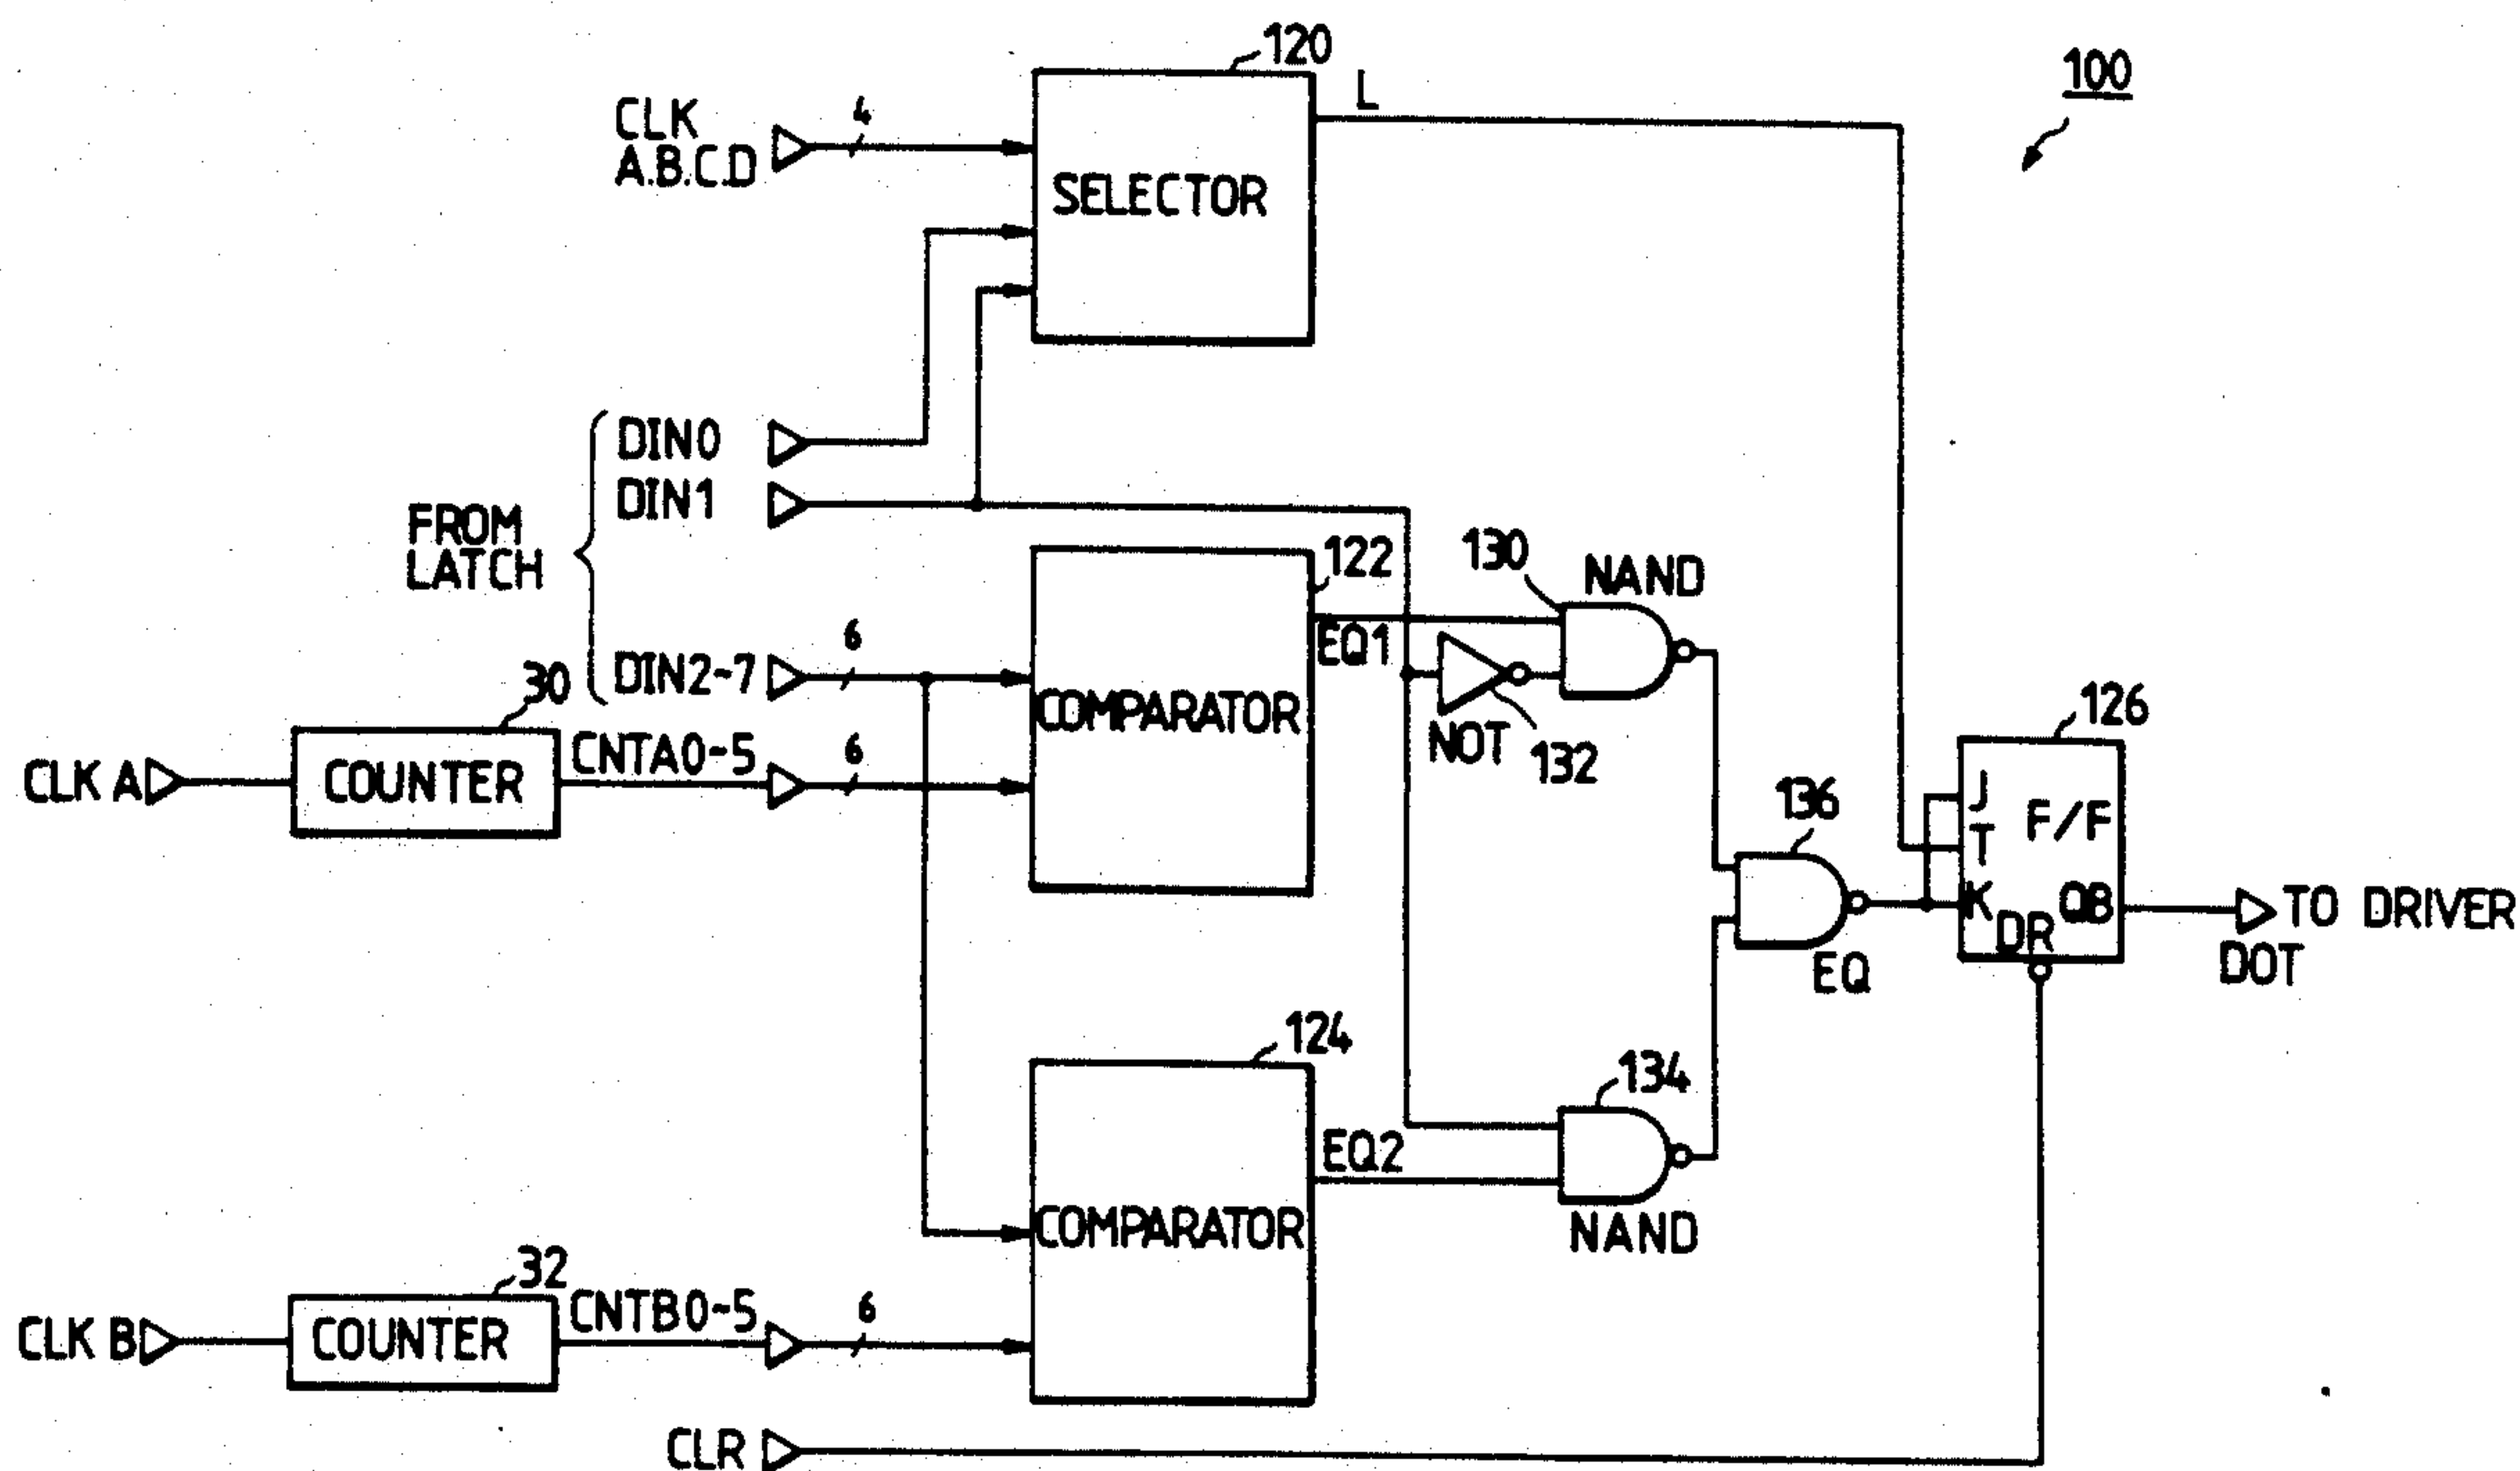 120
L
100
CLK
A.B.C.D
4
SELECTOR
DIN0
DIN1
FROM
LATCH
122
130
NAND
EQ1
DIN2-7
6
30
COMPARATOR
NOT
132
126
CLK A
COUNTER
CNTA0-5
6
136
J
T
F/F
K
DR
QB
TO DRIVER
DOT
EQ
124
134
EQ2
COMPARATOR
NAND
32
CLK B
COUNTER
CNTB0-5
6
CLR